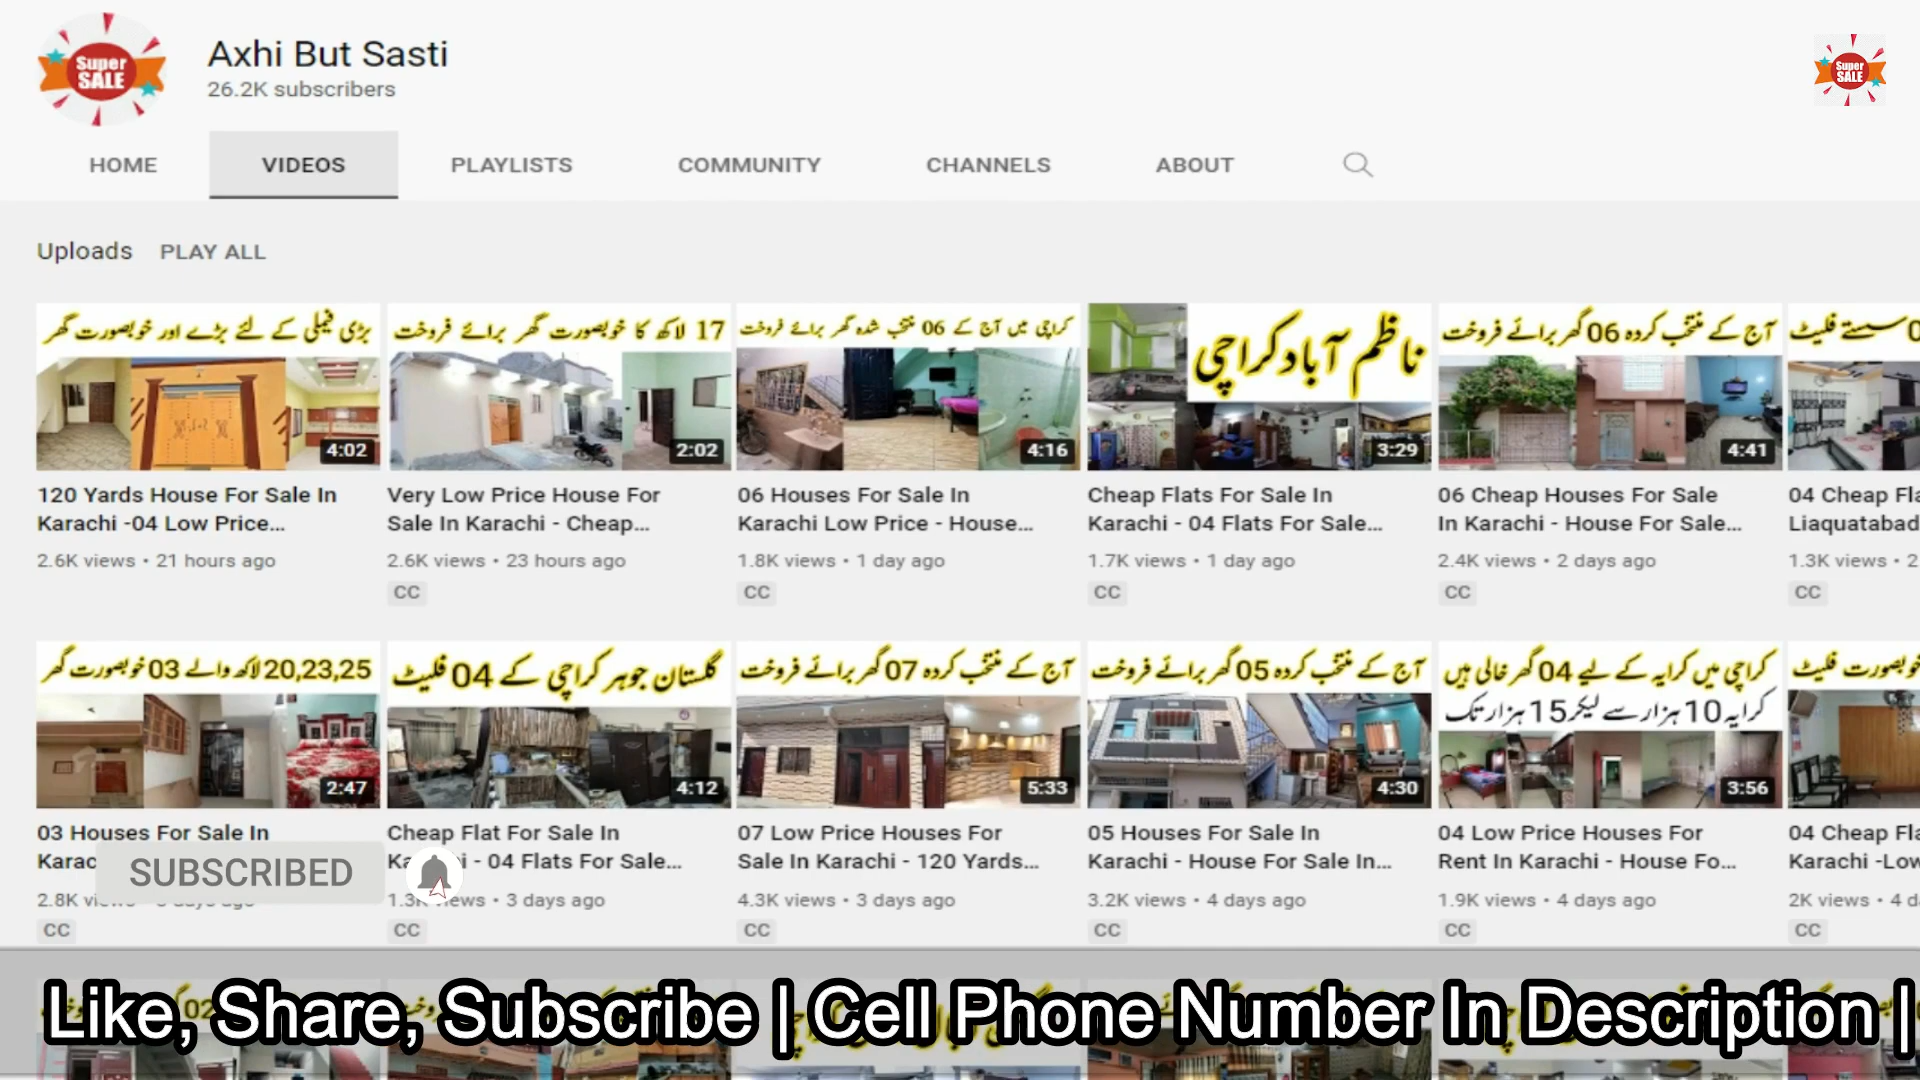 Super
SALE
Axhi But Sasti
26.2K subscribers
Super
SALE
HOME VIDEOS PLAYLISTS COMMUNITY CHANNELS ABOUT
Uploads PLAY ALL
بڑی فیملی کے لئے بڑے اور خوبصورت گھر
17 لاکھ کا خوبصورت گھر برائے فروخت
کراچی میں آج کے 06 منتخب شدہ گھر برائے فروخت
ناظم آباد کراچی
آج کے منتخب کردہ 06 گھر برائے فروخت
سستے فلیٹ
4:02
2:02
4:16
3:29
4:41
120 Yards House For Sale In
Karachi -04 Low Price...
2.6K views • 21 hours ago
Very Low Price House For
Sale In Karachi - Cheap...
2.6K views • 23 hours ago
CC
06 Houses For Sale In
Karachi Low Price - House...
1.8K views • 1 day ago
CC
Cheap Flats For Sale In
Karachi - 04 Flats For Sale...
1.7K views • 1 day ago
CC
06 Cheap Houses For Sale
In Karachi - House For Sale...
2.4K views • 2 days ago
CC
04 Cheap Fla
Liaquatabad
1.3K views • 2
CC
20,23,25 لاکھ والے 03 خوبصورت گھر
گلستان جوہر کراچی کے 04 فلیٹ
آج کے منتخب کردہ 07 گھر برائے فروخت
آج کے منتخب کردہ 05 گھر برائے فروخت
کراچی میں کرایہ کے لیے 04 گھر خالی ہیں
کرایہ 10 ہزار سے لیکر 15 ہزار تک
خوبصورت فلیٹ
2:47
4:12
5:33
4:30
3:56
03 Houses For Sale In
Karac
2.8K
CC
Cheap Flat For Sale In
- 04 Flats For Sale...
views • 3 days ago
CC
07 Low Price Houses For
Sale In Karachi - 120 Yards...
4.3K views • 3 days ago
CC
05 Houses For Sale In
Karachi - House For Sale In...
3.2K views • 4 days ago
CC
04 Low Price Houses For
Rent In Karachi - House Fo...
1.9K views • 4 days ago
CC
04 Cheap Fla
Karachi -Low
2K views • 4 d
CC
SUBSCRIBED
Like, Share, Subscribe | Cell Phone Number In Description |